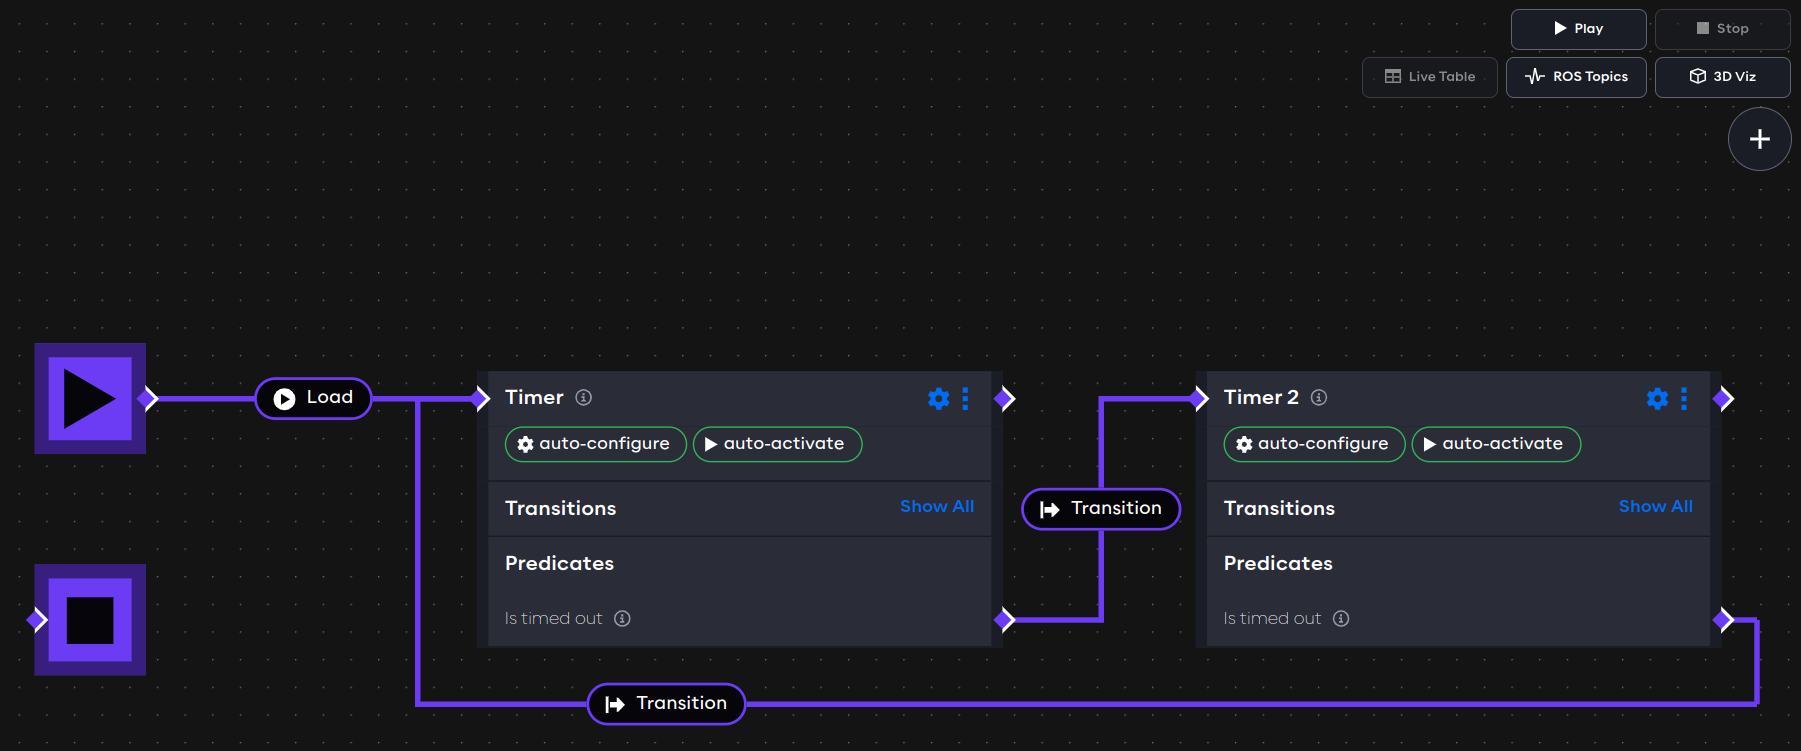 Play
Stop
Live Table
ROS Topics
3D Viz
Load
Timer
auto-configure
auto-activate
Transitions
Show All
Predicates
Is timed out
Transition
Timer 2
auto-configure
auto-activate
Transitions
Show All
Predicates
Is timed out
Transition